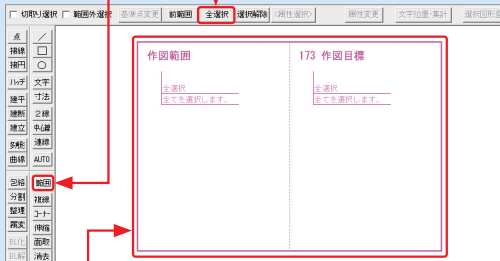 切取り選択 範囲外選択 基準点変更 前範囲 全選択 選択解除 <属性選択> 属性変更 文字位置・集計 選択図形登
点 ／
接線 □
接円 ○
ﾊｯﾁ 文字
建平 寸法
建断 2線
建立 中心線
多角形 連線
曲線 AUTO
包絡 範囲
分割 複線
整理 ｺｰﾅｰ
属変 伸縮
BL化 面取
BL解 消去
作図範囲
全選択
全てを選択します。
173 作図目標
全選択
全てを選択します。